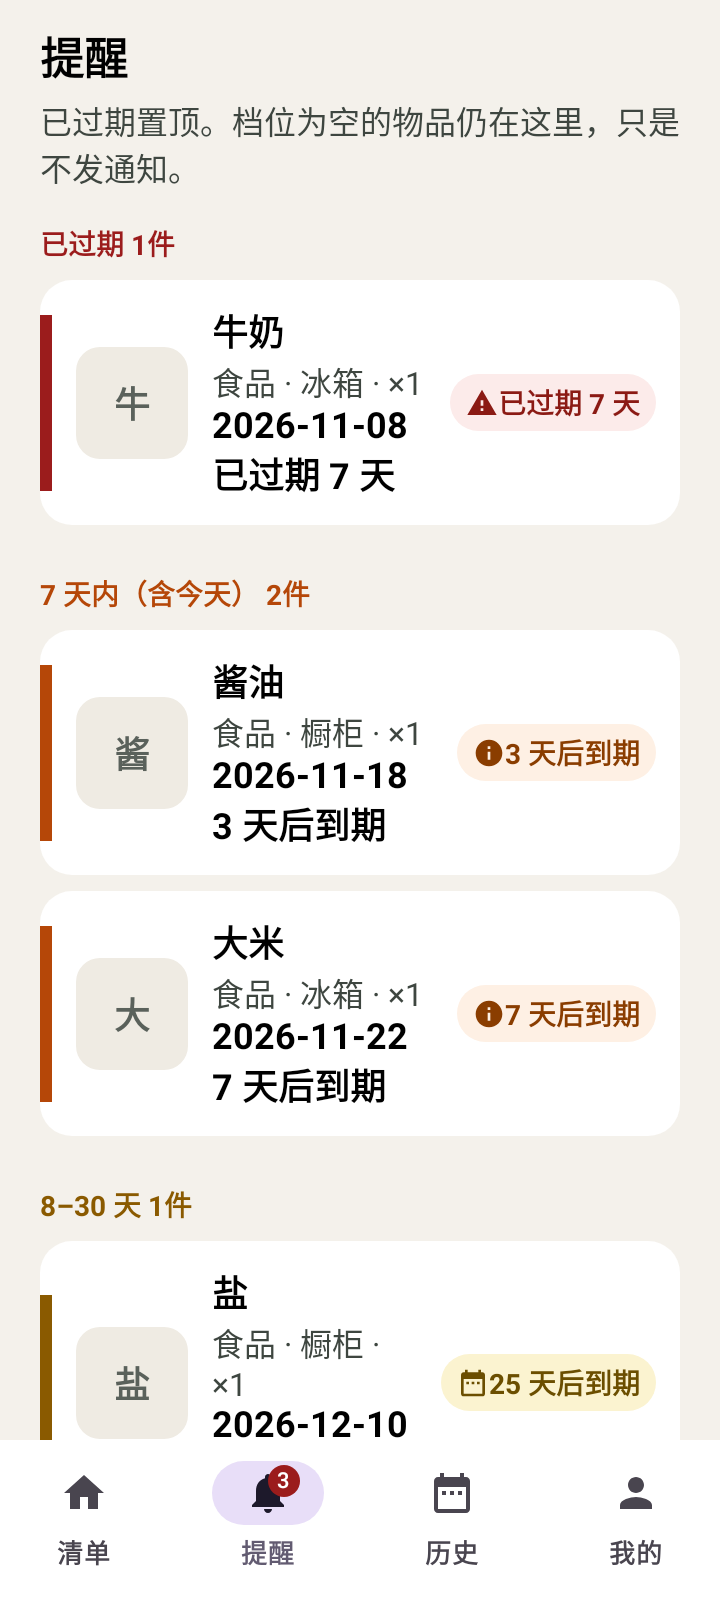 提醒
已过期置顶。档位为空的物品仍在这里，只是
不发通知。
已过期 1件
牛
牛奶
食品 · 冰箱 · ×1
2026-11-08
已过期 7 天
已过期 7 天
7 天内（含今天） 2件
酱
酱油
食品 · 橱柜 · ×1
2026-11-18
3 天后到期
3 天后到期
大
大米
食品 · 冰箱 · ×1
2026-11-22
7 天后到期
7 天后到期
8–30 天 1件
盐
盐
食品 · 橱柜 ·
×1
2026-12-10
25 天后到期
3
清单
提醒
历史
我的